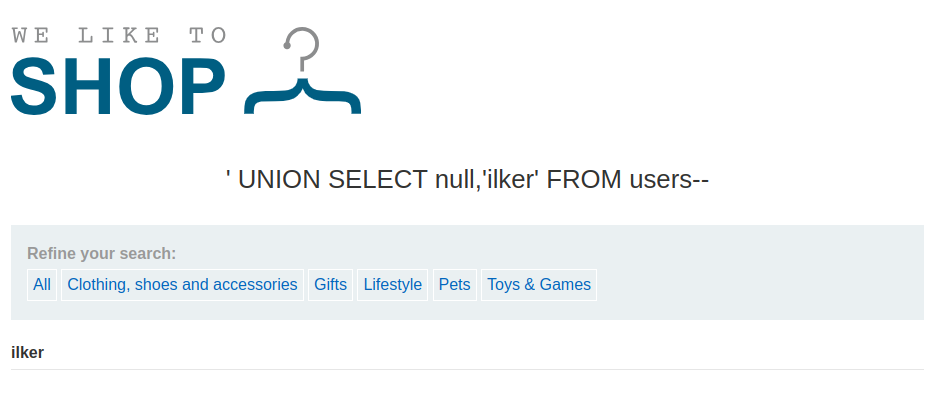 WE LIKE TO
SHOP
' UNION SELECT null,'ilker' FROM users--
Refine your search:
All Clothing, shoes and accessories Gifts Lifestyle Pets Toys & Games
ilker